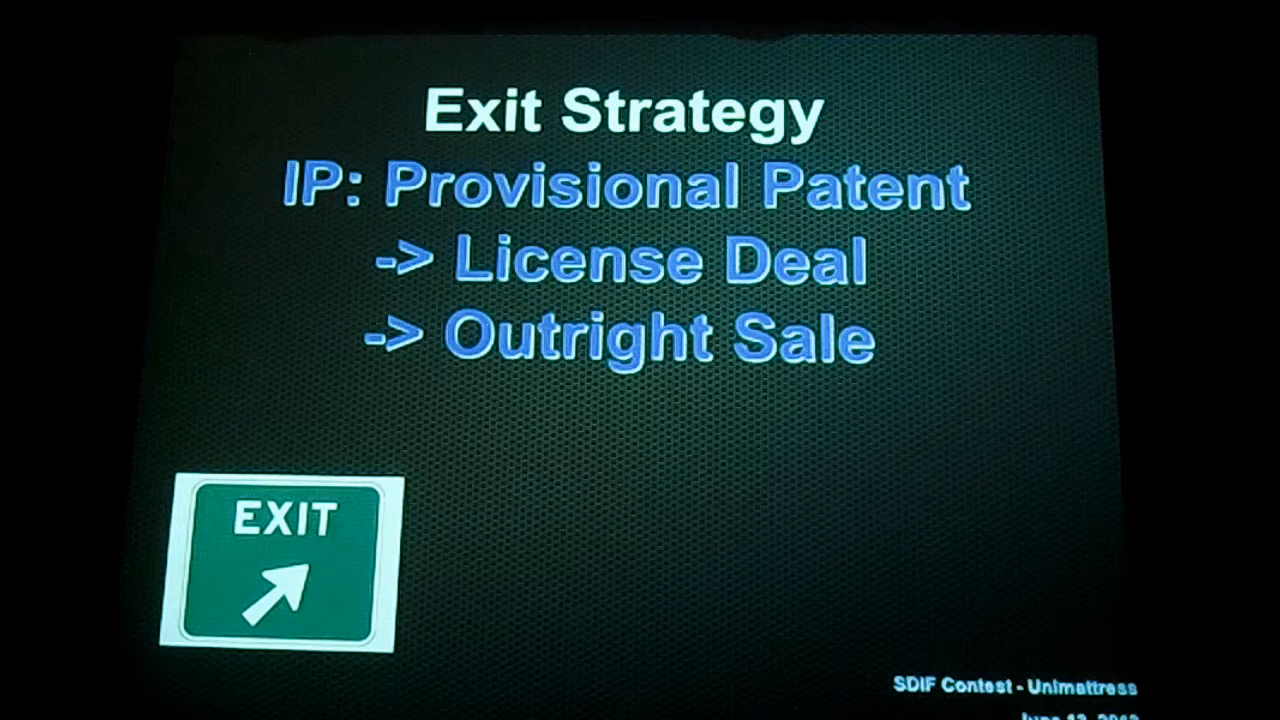 Exit Strategy
IP: Provisional Patent
-> License Deal
-> Outright Sale
EXIT
SDIF Contest - Unimattress